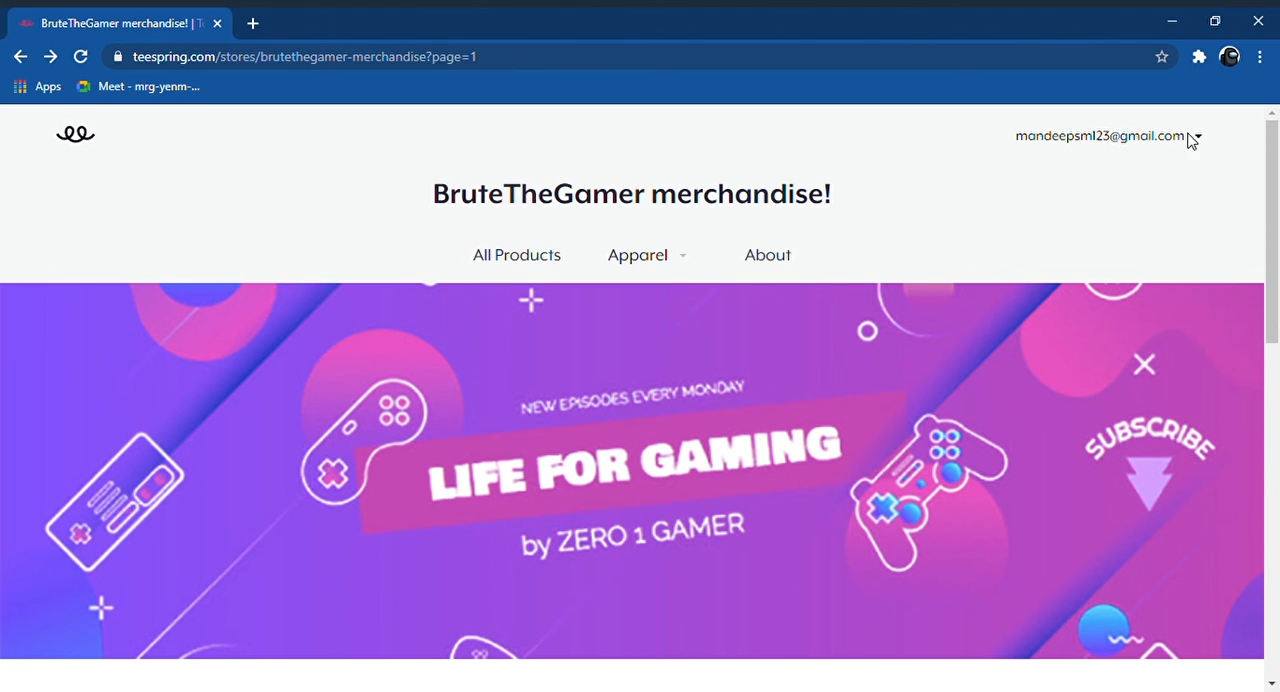 BruteTheGamer merchandise! | T
teespring.com/stores/brutethegamer-merchandise?page=1
Apps Meet - mrg-yenm-...
mandeepsml23@gmail.com
BruteTheGamer merchandise!
All Products Apparel About
NEW EPISODES EVERY MONDAY
LIFE FOR GAMING
by ZERO 1 GAMER
SUBSCRIBE